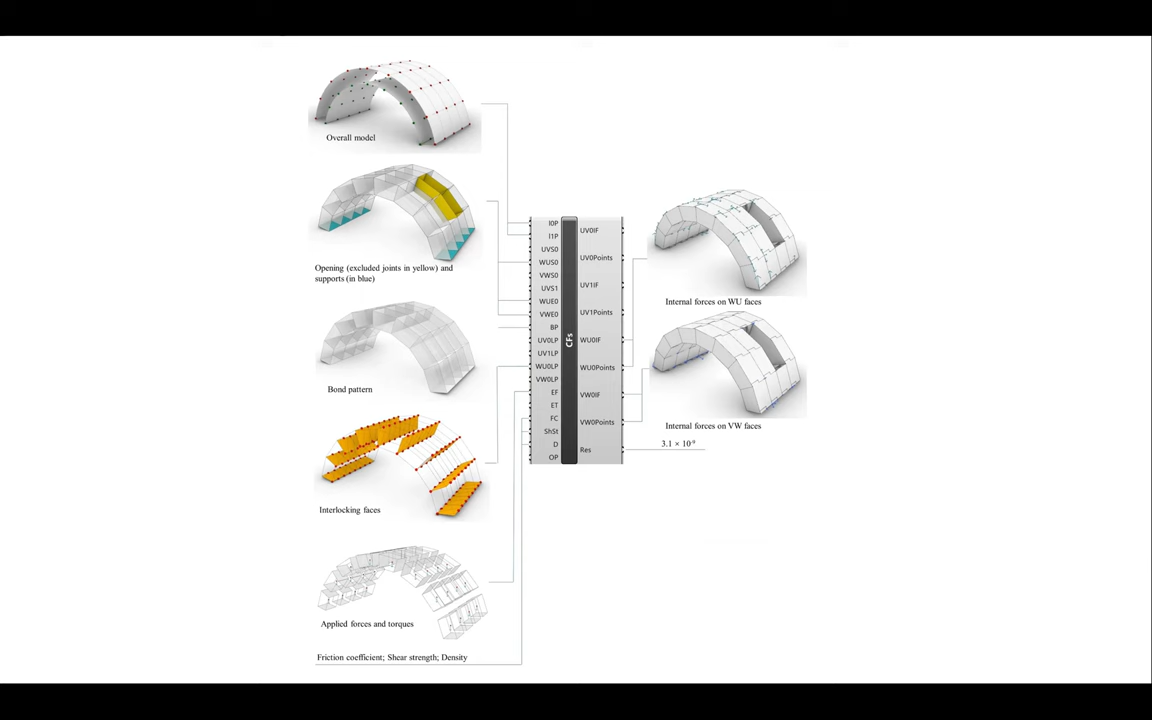 Overall model
Opening (excluded joints in yellow) and
supports (in blue)
Bond pattern
Interlocking faces
Applied forces and torques
Friction coefficient; Shear strength; Density
I0P
I1P
UVS0
WUS0
VWS0
UVS1
WUE0
VWE0
BP
UV0LP
UV1LP
WU0LP
VW0LP
EF
ET
FC
ShSt
D
OP
CFs
UV0IF
UV0Points
UV1IF
UV1Points
WU0IF
WU0Points
VW0IF
VW0Points
Res
Internal forces on WU faces
Internal forces on VW faces
3.1 × 10⁻⁹